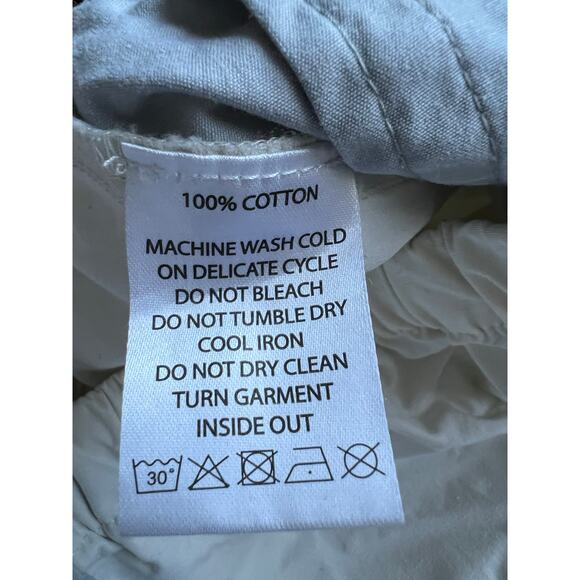 100% COTTON
MACHINE WASH COLD
ON DELICATE CYCLE
DO NOT BLEACH
DO NOT TUMBLE DRY
COOL IRON
DO NOT DRY CLEAN
TURN GARMENT
INSIDE OUT
30°